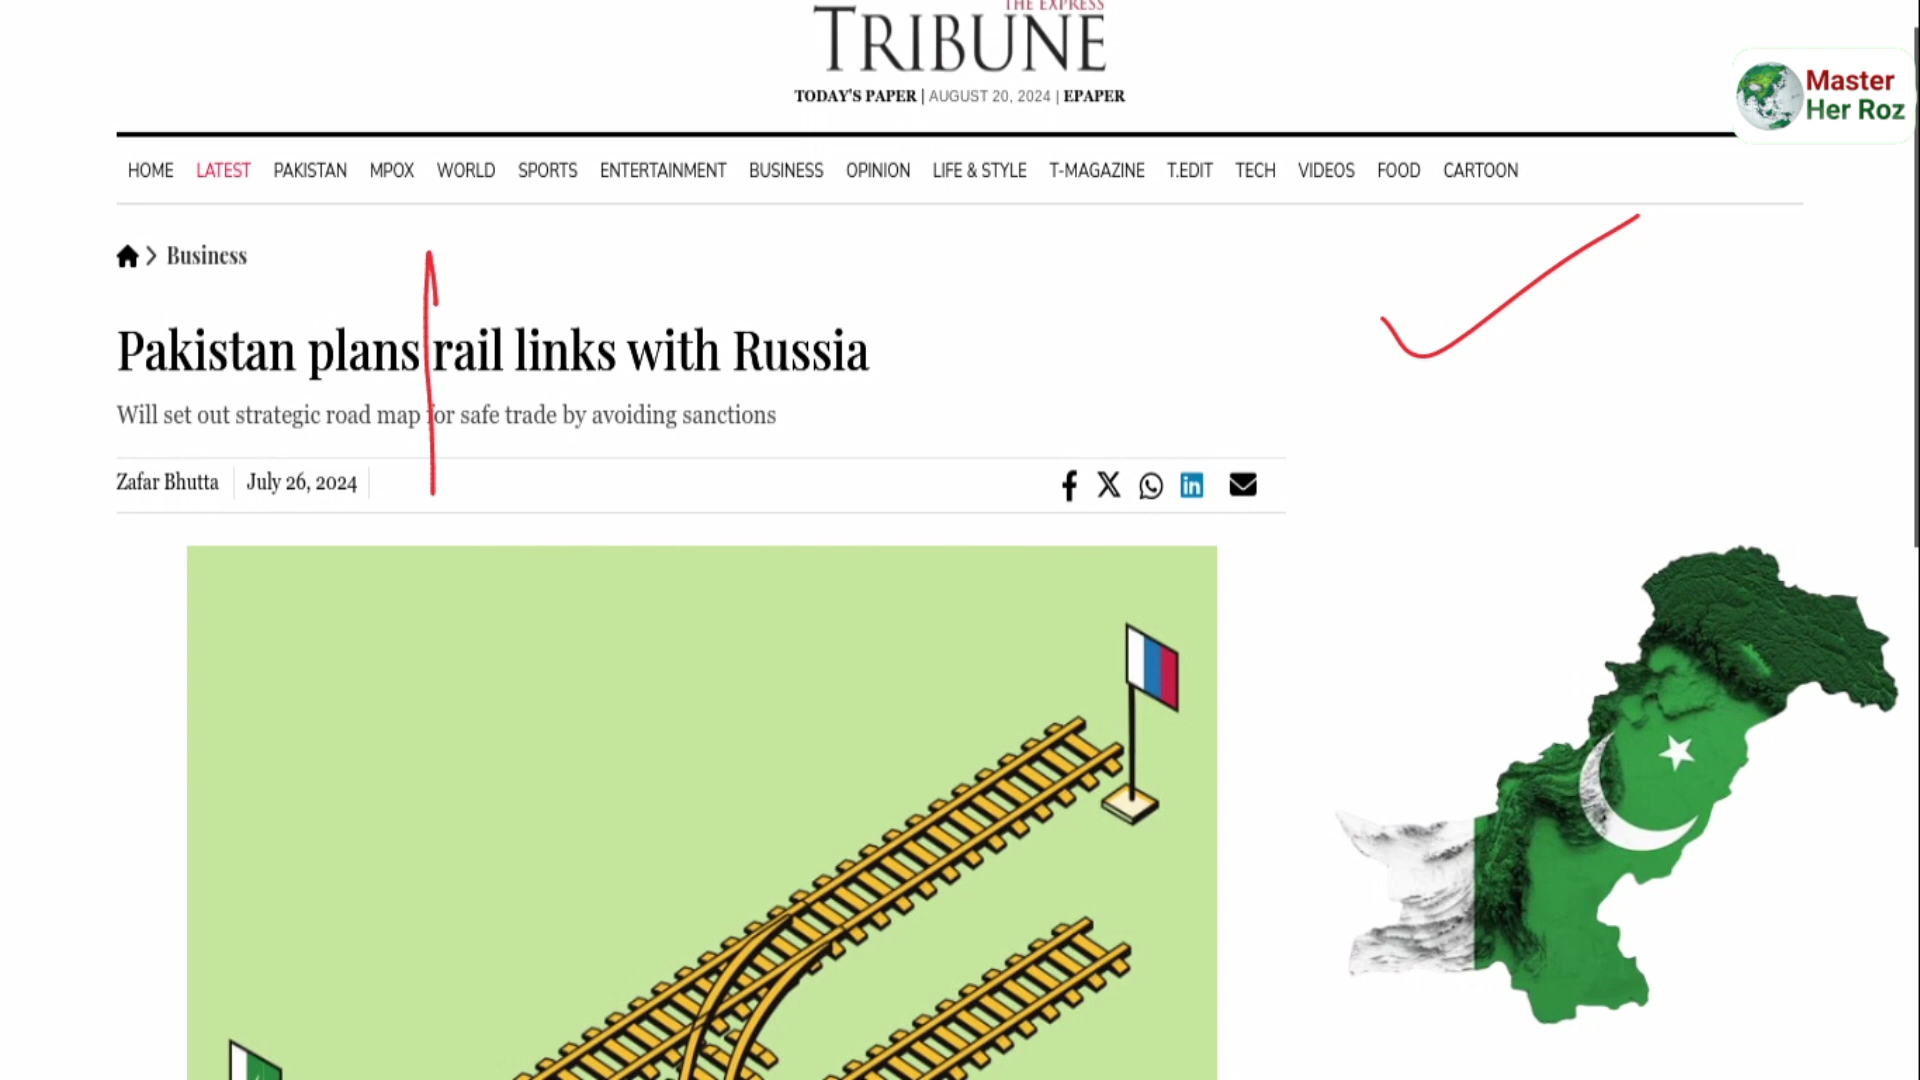 THE EXPRESS
TRIBUNE
TODAY'S PAPER | AUGUST 20, 2024 | EPAPER
Master
Her Roz
HOME LATEST PAKISTAN MPOX WORLD SPORTS ENTERTAINMENT BUSINESS OPINION LIFE & STYLE T-MAGAZINE T.EDIT TECH VIDEOS FOOD CARTOON
Business
Pakistan plans rail links with Russia
Will set out strategic road map for safe trade by avoiding sanctions
Zafar Bhutta July 26, 2024